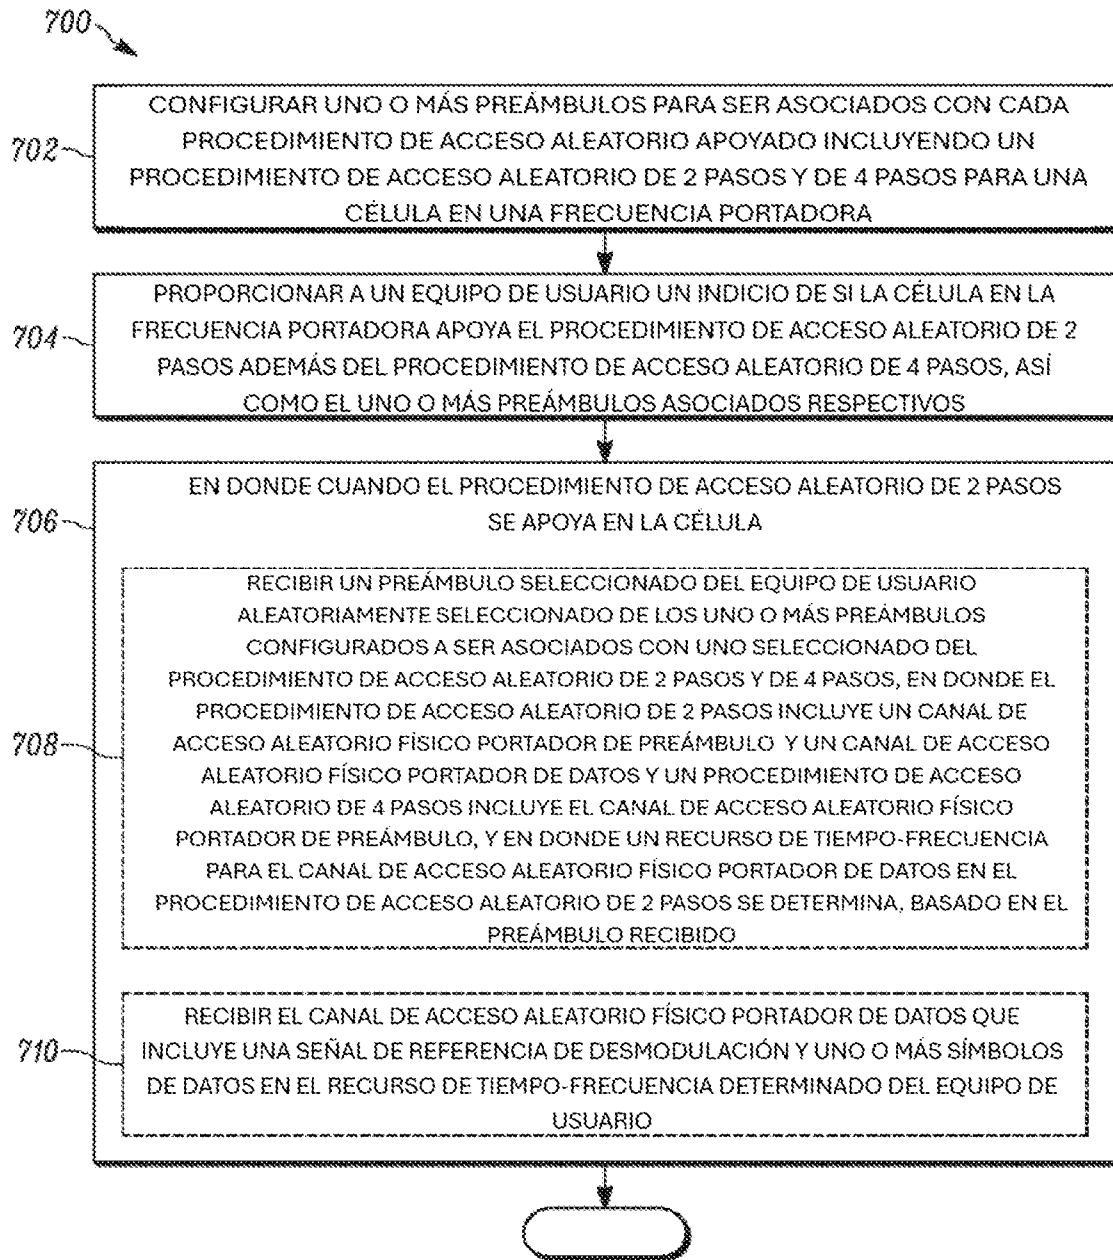 700
702
CONFIGURAR UNO O MÁS PREÁMBULOS PARA SER ASOCIADOS CON CADA
PROCEDIMIENTO DE ACCESO ALEATORIO APOYADO INCLUYENDO UN
PROCEDIMIENTO DE ACCESO ALEATORIO DE 2 PASOS Y DE 4 PASOS PARA UNA
CÉLULA EN UNA FRECUENCIA PORTADORA
704
PROPORCIONAR A UN EQUIPO DE USUARIO UN INDICIO DE SI LA CÉLULA EN LA
FRECUENCIA PORTADORA APOYA EL PROCEDIMIENTO DE ACCESO ALEATORIO DE 2
PASOS ADEMÁS DEL PROCEDIMIENTO DE ACCESO ALEATORIO DE 4 PASOS, ASÍ
COMO EL UNO O MÁS PREÁMBULOS ASOCIADOS RESPECTIVOS
706
EN DONDE CUANDO EL PROCEDIMIENTO DE ACCESO ALEATORIO DE 2 PASOS
SE APOYA EN LA CÉLULA
708
RECIBIR UN PREÁMBULO SELECCIONADO DEL EQUIPO DE USUARIO
ALEATORIAMENTE SELECCIONADO DE LOS UNO O MÁS PREÁMBULOS
CONFIGURADOS A SER ASOCIADOS CON UNO SELECCIONADO DEL
PROCEDIMIENTO DE ACCESO ALEATORIO DE 2 PASOS Y DE 4 PASOS, EN DONDE EL
PROCEDIMIENTO DE ACCESO ALEATORIO DE 2 PASOS INCLUYE UN CANAL DE
ACCESO ALEATORIO FÍSICO PORTADOR DE PREÁMBULO Y UN CANAL DE ACCESO
ALEATORIO FÍSICO PORTADOR DE DATOS Y UN PROCEDIMIENTO DE ACCESO
ALEATORIO DE 4 PASOS INCLUYE EL CANAL DE ACCESO ALEATORIO FÍSICO
PORTADOR DE PREÁMBULO, Y EN DONDE UN RECURSO DE TIEMPO-FRECUENCIA
PARA EL CANAL DE ACCESO ALEATORIO FÍSICO PORTADOR DE DATOS EN EL
PROCEDIMIENTO DE ACCESO ALEATORIO DE 2 PASOS SE DETERMINA, BASADO EN EL
PREÁMBULO RECIBIDO
710
RECIBIR EL CANAL DE ACCESO ALEATORIO FÍSICO PORTADOR DE DATOS QUE
INCLUYE UNA SEÑAL DE REFERENCIA DE DESMODULACIÓN Y UNO O MÁS SÍMBOLOS
DE DATOS EN EL RECURSO DE TIEMPO-FRECUENCIA DETERMINADO DEL EQUIPO DE
USUARIO